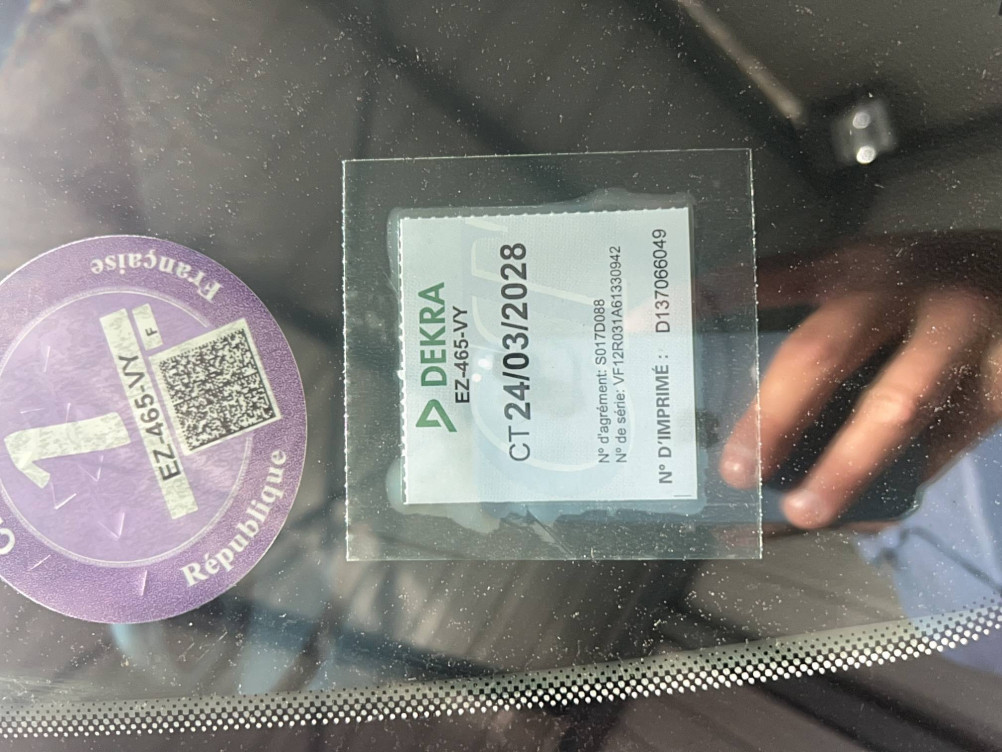 DEKRA
EZ-465-VY
CT 24/03/2028
N° d'agrément: S017D088
N° de série: VF12R031A61330942
N° D'IMPRIMÉ : D137066049
1
EZ-465-VY
F
République
Française